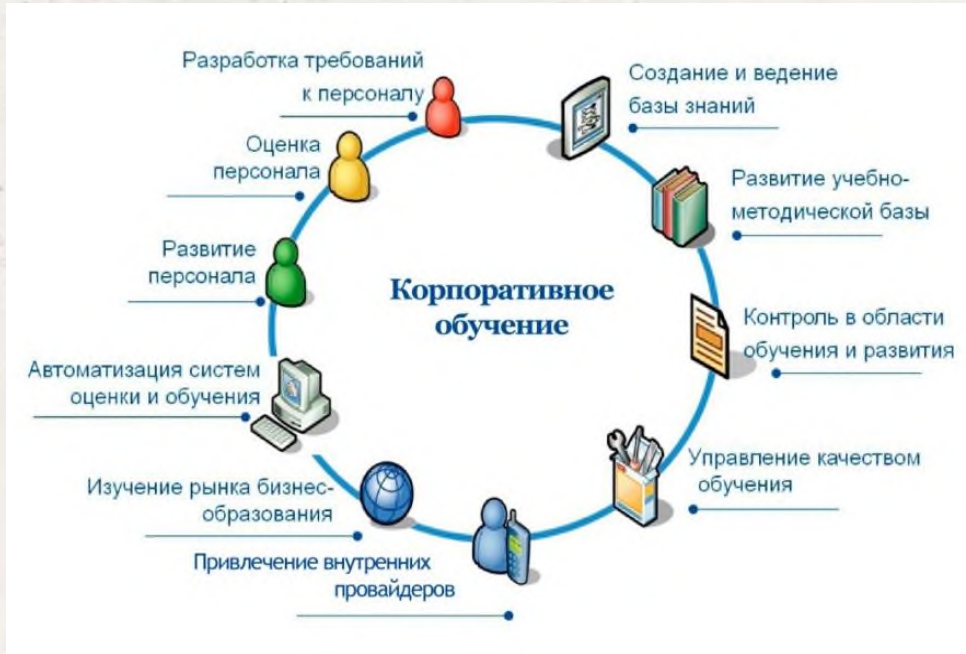 Разработка требований
к персоналу
Оценка
персонала
Развитие
персонала
Автоматизация систем
оценки и обучения
Изучение рынка бизнес-
образования
Привлечение внутренних
провайдеров
Корпоративное
обучение
Создание и ведение
базы знаний
Развитие учебно-
методической базы
Контроль в области
обучения и развития
Управление качеством
обучения